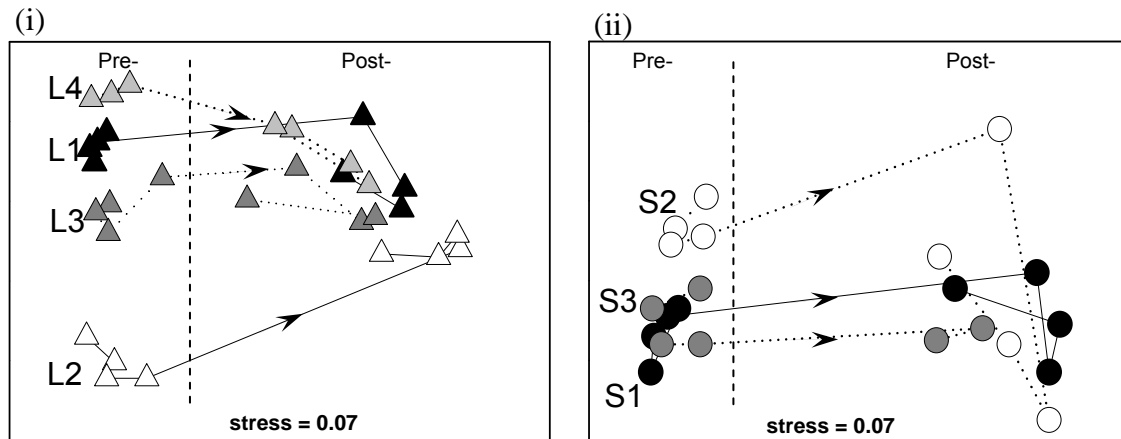 (i)
Pre-
Post-
L4
L1
L3
L2
stress = 0.07
(ii)
Pre-
Post-
S2
S3
S1
stress = 0.07